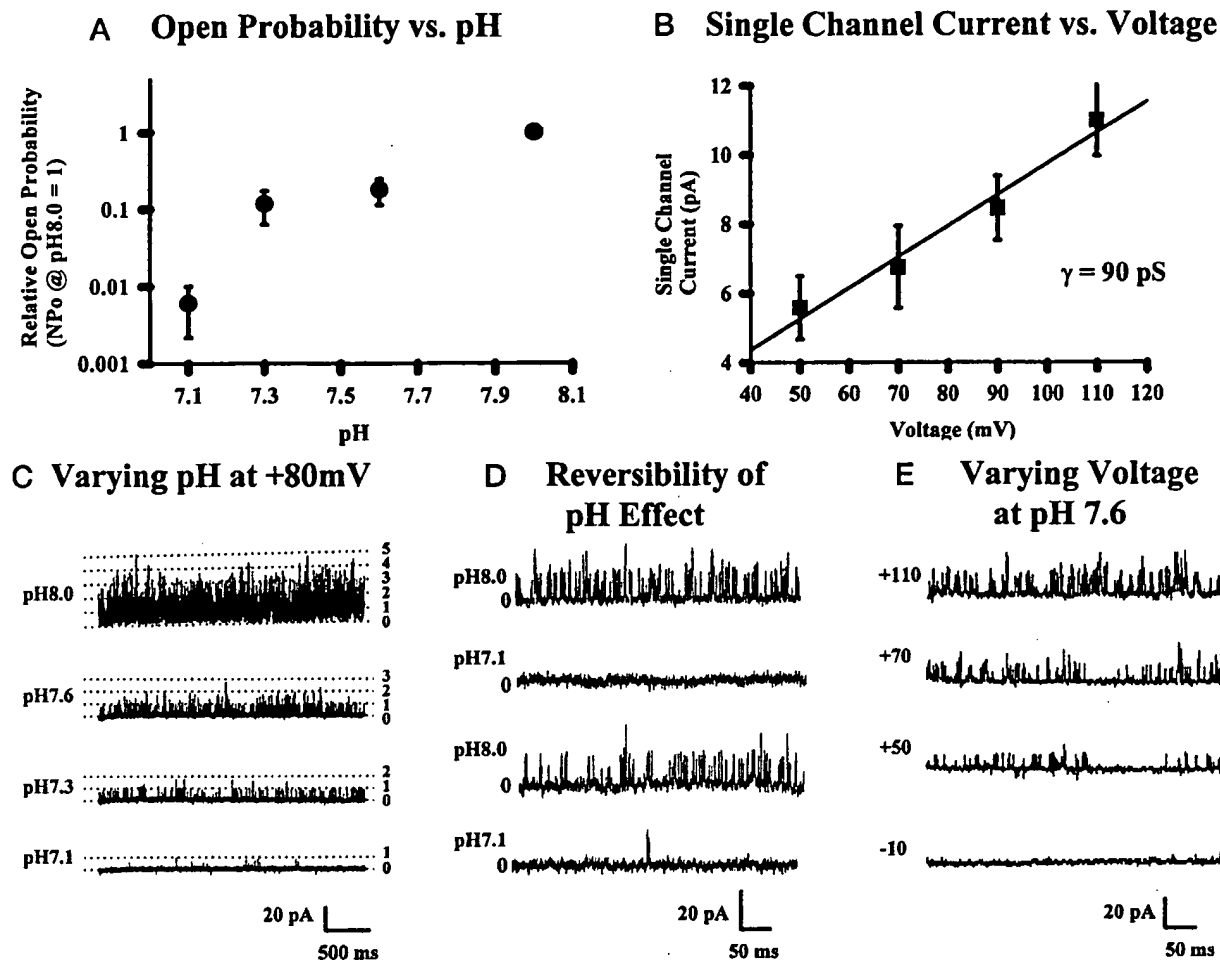 A Open Probability vs. pH
Relative Open Probability
(NPo @ pH8.0 = 1)
1
0.1
0.01
0.001
7.1 7.3 7.5 7.7 7.9 8.1
pH
B Single Channel Current vs. Voltage
Single Channel
Current (pA)
12
10
8
6
4
γ = 90 pS
40 50 60 70 80 90 100 110 120
Voltage (mV)
C Varying pH at +80mV
pH8.0
5
4
3
2
1
0
pH7.6
3
2
1
0
pH7.3
2
1
0
pH7.1
1
0
20 pA
500 ms
D Reversibility of
pH Effect
pH8.0
0
pH7.1
0
pH8.0
0
pH7.1
0
20 pA
50 ms
E Varying Voltage
at pH 7.6
+110
+70
+50
-10
20 pA
50 ms